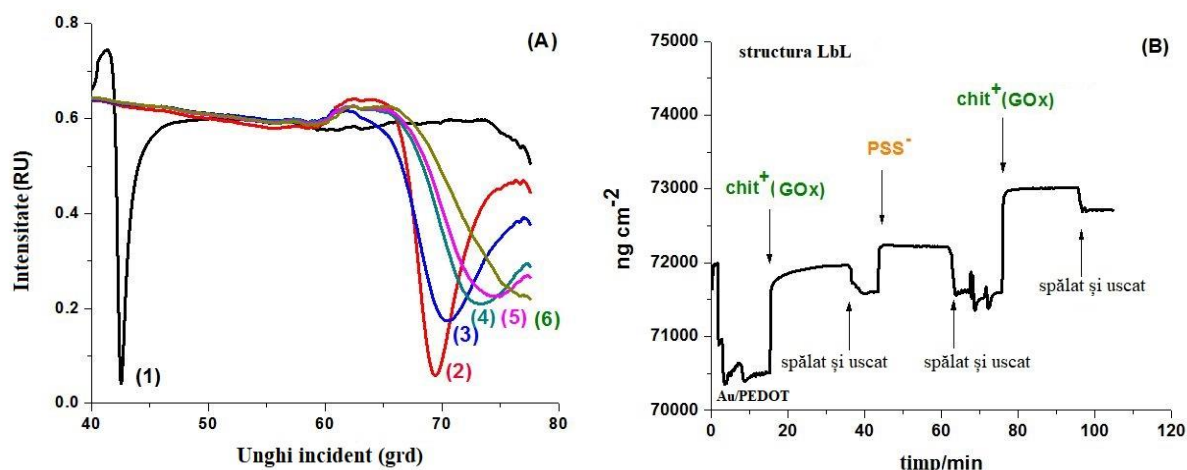 (A)
Intensitate (RU)
0.8
0.6
0.4
0.2
0.0
(1)
(2)
(3)
(4)
(5)
(6)
40
50
60
70
80
Unghi incident (grd)
(B)
structura LbL
ng cm-2
75000
74000
73000
72000
71000
70000
chit+(GOx)
PSS-
chit+(GOx)
spălat și uscat
spălat și uscat
spălat și uscat
Au/PEDOT
0
20
40
60
80
100
120
timp/min